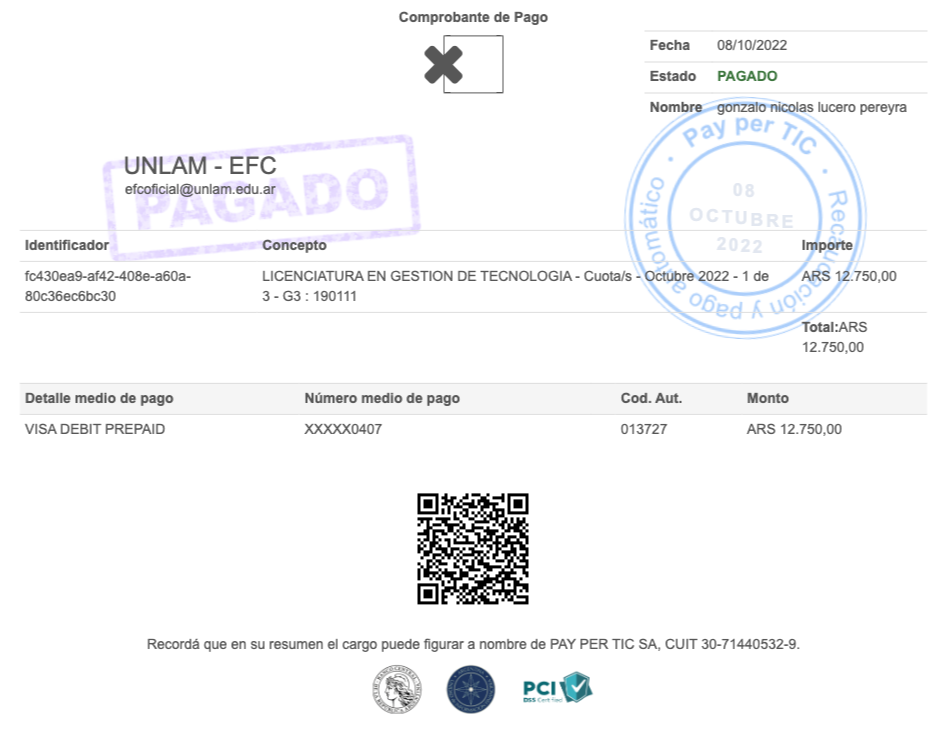 Comprobante de Pago
Fecha 08/10/2022
Estado PAGADO
Nombre gonzalo nicolas lucero pereyra
Pay per TIC · Recaudación y pago automático ·
08
OCTUBRE
2022
UNLAM - EFC
efcoficial@unlam.edu.ar
PAGADO
Identificador Concepto Importe
fc430ea9-af42-408e-a60a- LICENCIATURA EN GESTION DE TECNOLOGIA - Cuota/s - Octubre 2022 - 1 de ARS 12.750,00
80c36ec6bc30 3 - G3 : 190111
Total:ARS
12.750,00
Detalle medio de pago Número medio de pago Cod. Aut. Monto
VISA DEBIT PREPAID XXXXX0407 013727 ARS 12.750,00
Recordá que en su resumen el cargo puede figurar a nombre de PAY PER TIC SA, CUIT 30-71440532-9.
PCI
DSS Certified